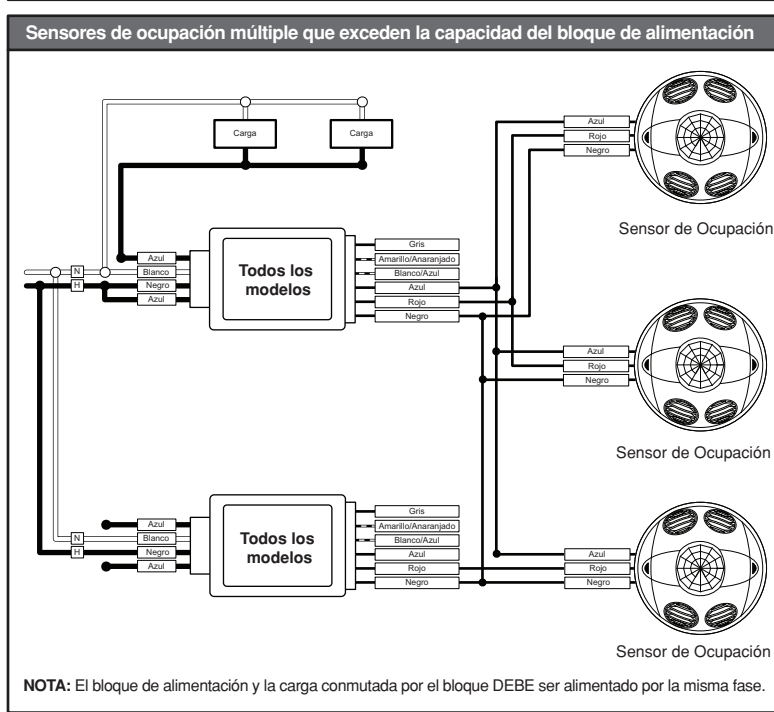 Sensores de ocupación múltiple que exceden la capacidad del bloque de alimentación
Carga
Carga
Azul
Rojo
Negro
Sensor de Ocupación
Azul
Blanco
Negro
Azul
N
H
Todos los
modelos
Gris
Amarillo/Anaranjado
Blanco/Azul
Azul
Rojo
Negro
Azul
Rojo
Negro
Sensor de Ocupación
Azul
Blanco
Negro
Azul
N
H
Todos los
modelos
Gris
Amarillo/Anaranjado
Blanco/Azul
Azul
Rojo
Negro
Azul
Rojo
Negro
Sensor de Ocupación
NOTA: El bloque de alimentación y la carga conmutada por el bloque DEBE ser alimentado por la misma fase.